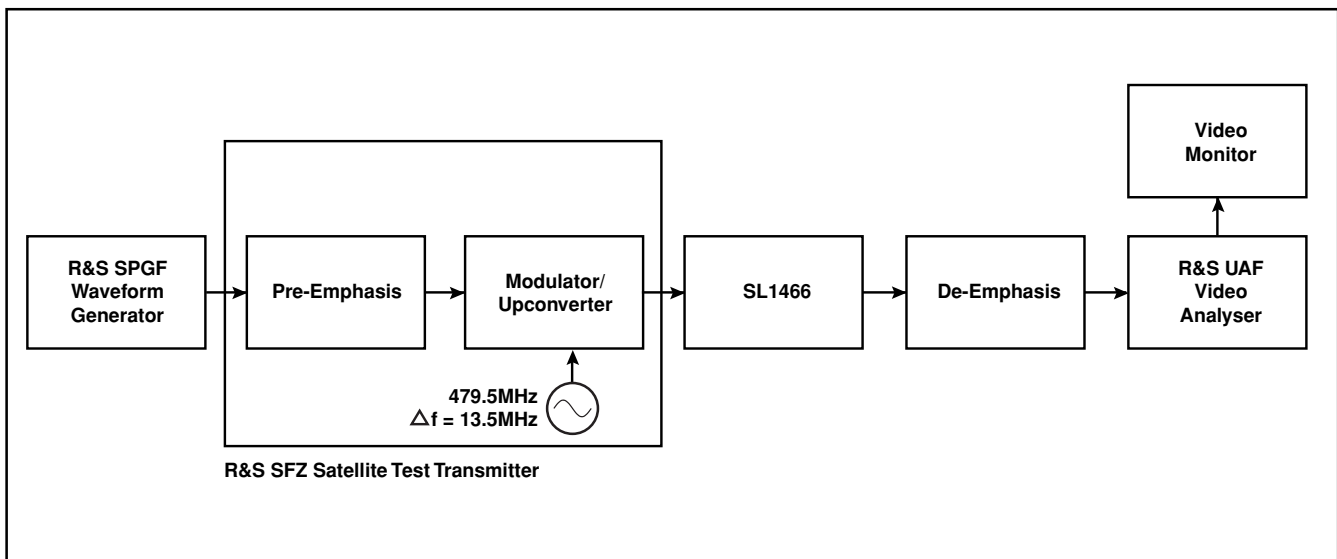 Video
Monitor
R&S SPGF
Waveform
Generator
Pre-Emphasis
Modulator/
Upconverter
SL1466
De-Emphasis
R&S UAF
Video
Analyser
479.5MHz
△f = 13.5MHz
R&S SFZ Satellite Test Transmitter